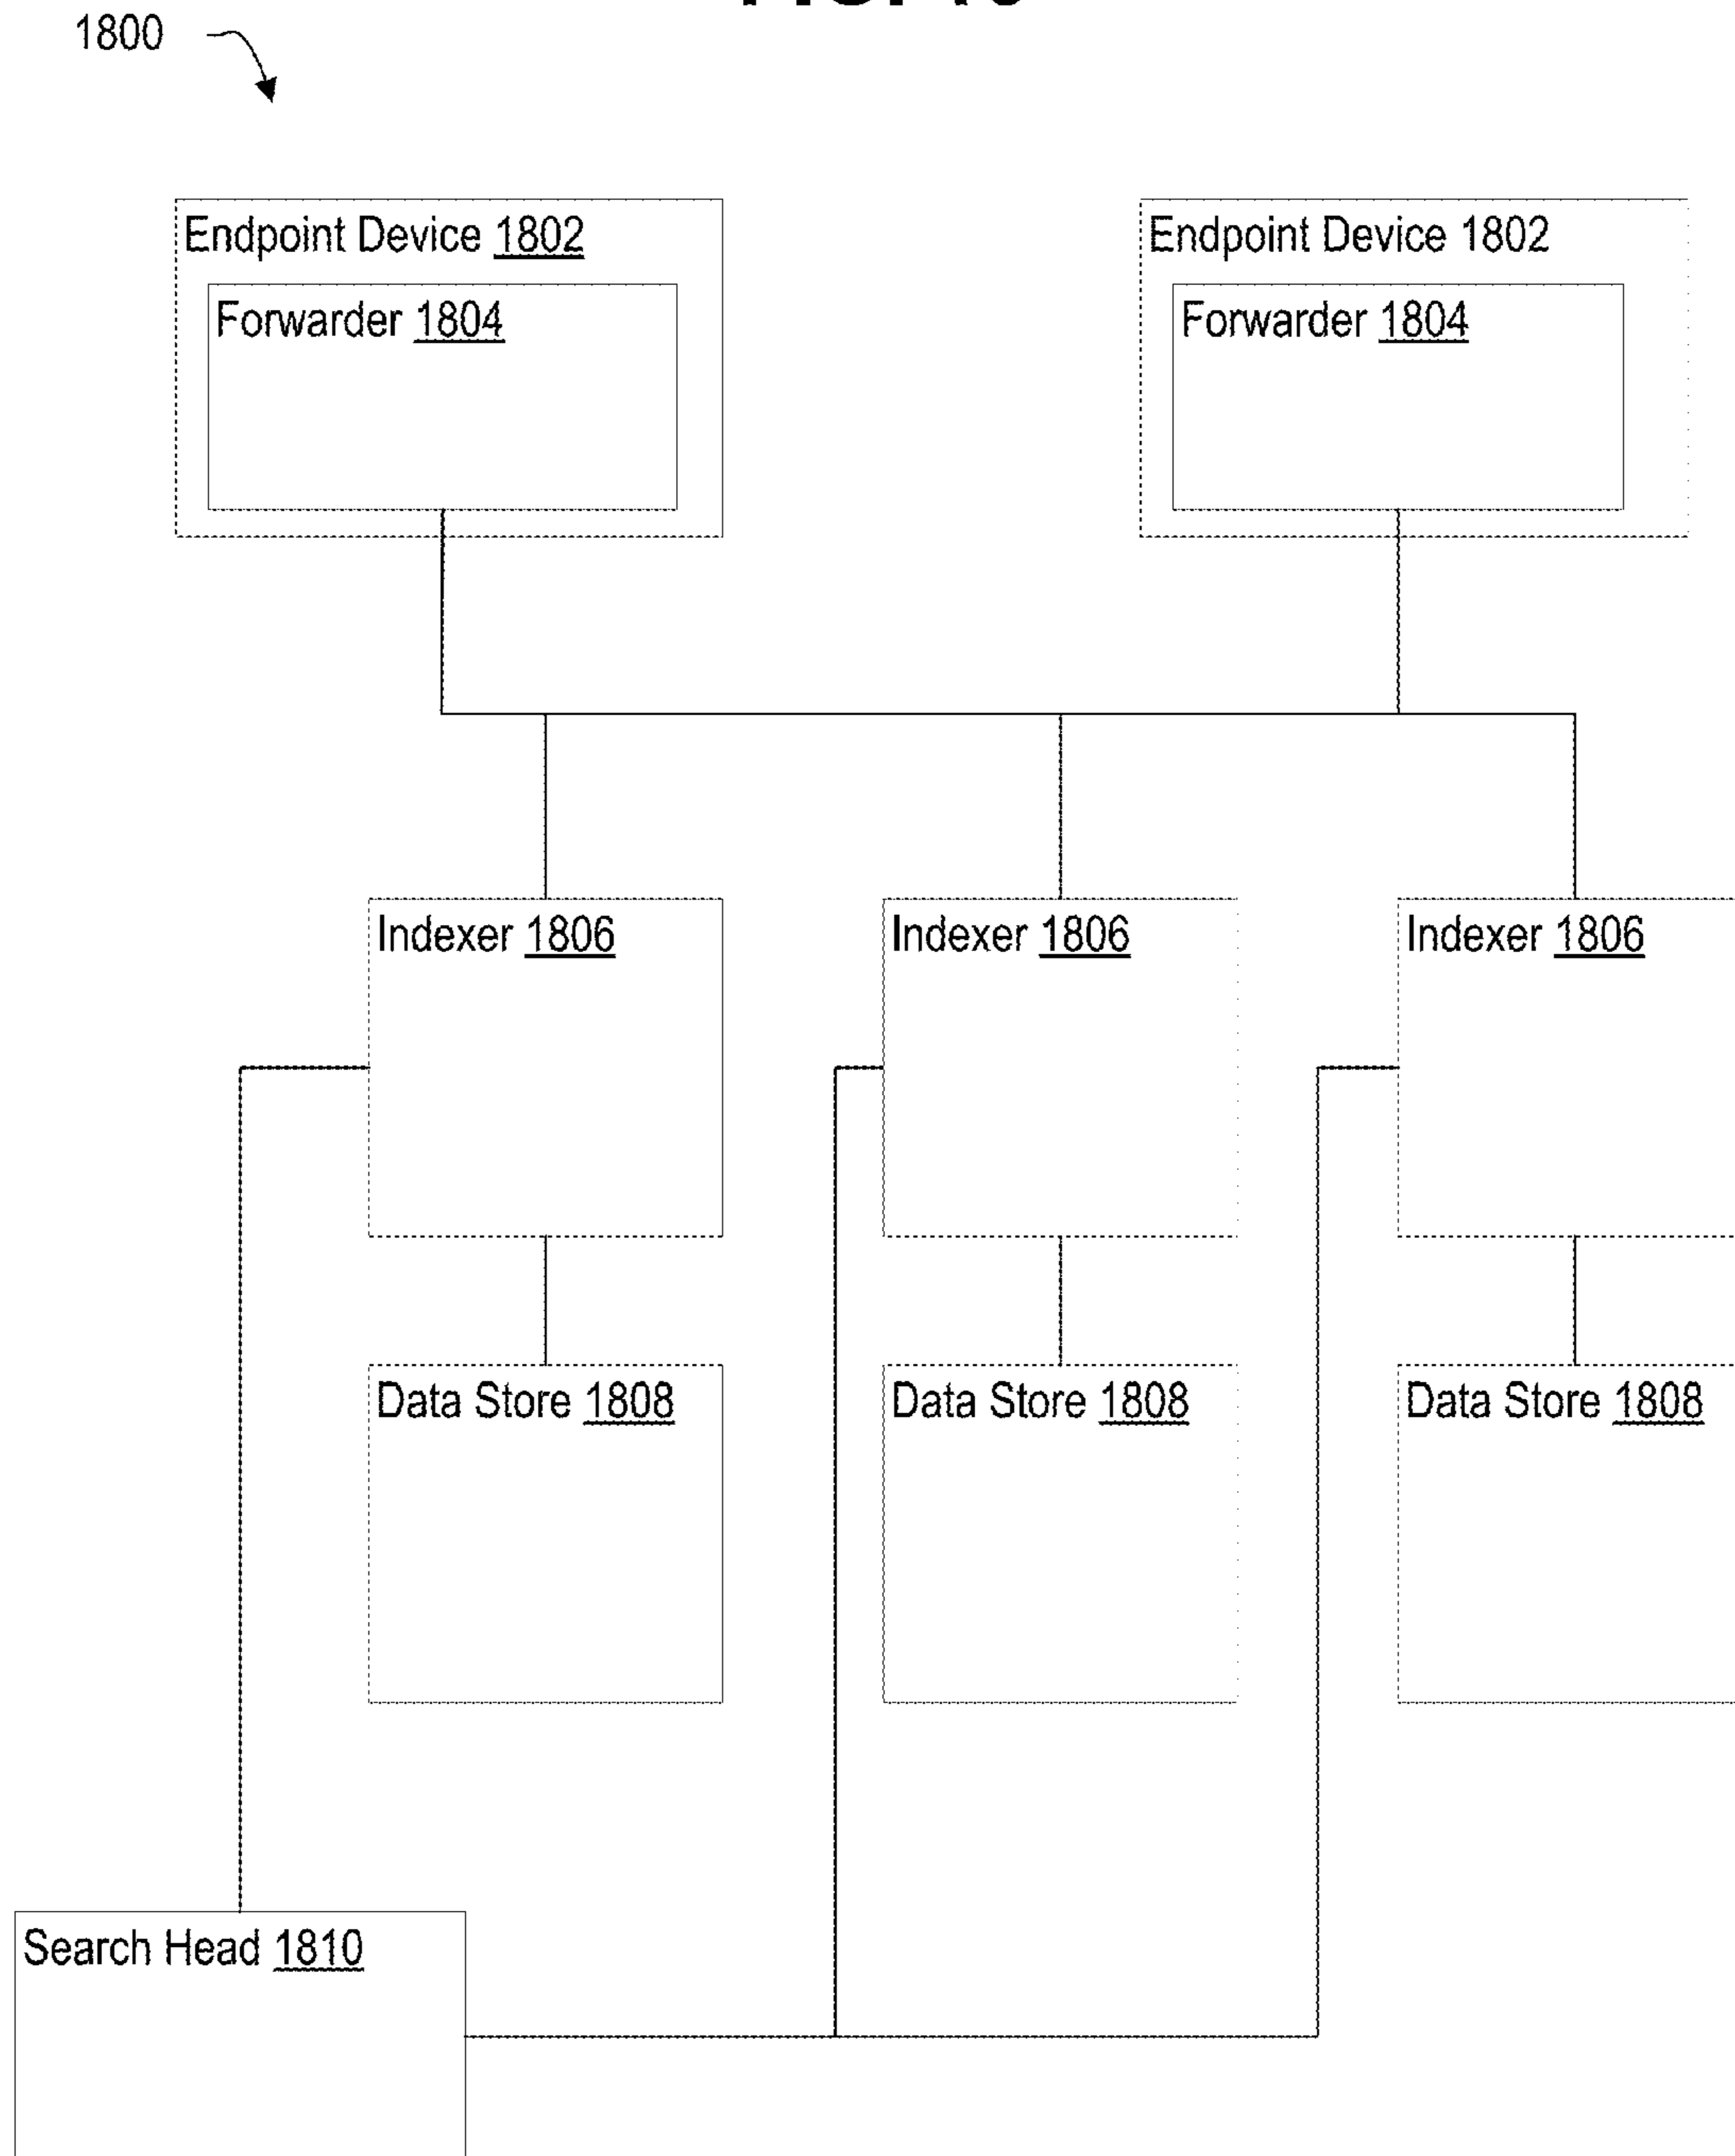 1800
Endpoint Device 1802
Endpoint Device 1802
Forwarder 1804
Forwarder 1804
Indexer 1806
Indexer 1806
Indexer 1806
Data Store 1808
Data Store 1808
Data Store 1808
Search Head 1810